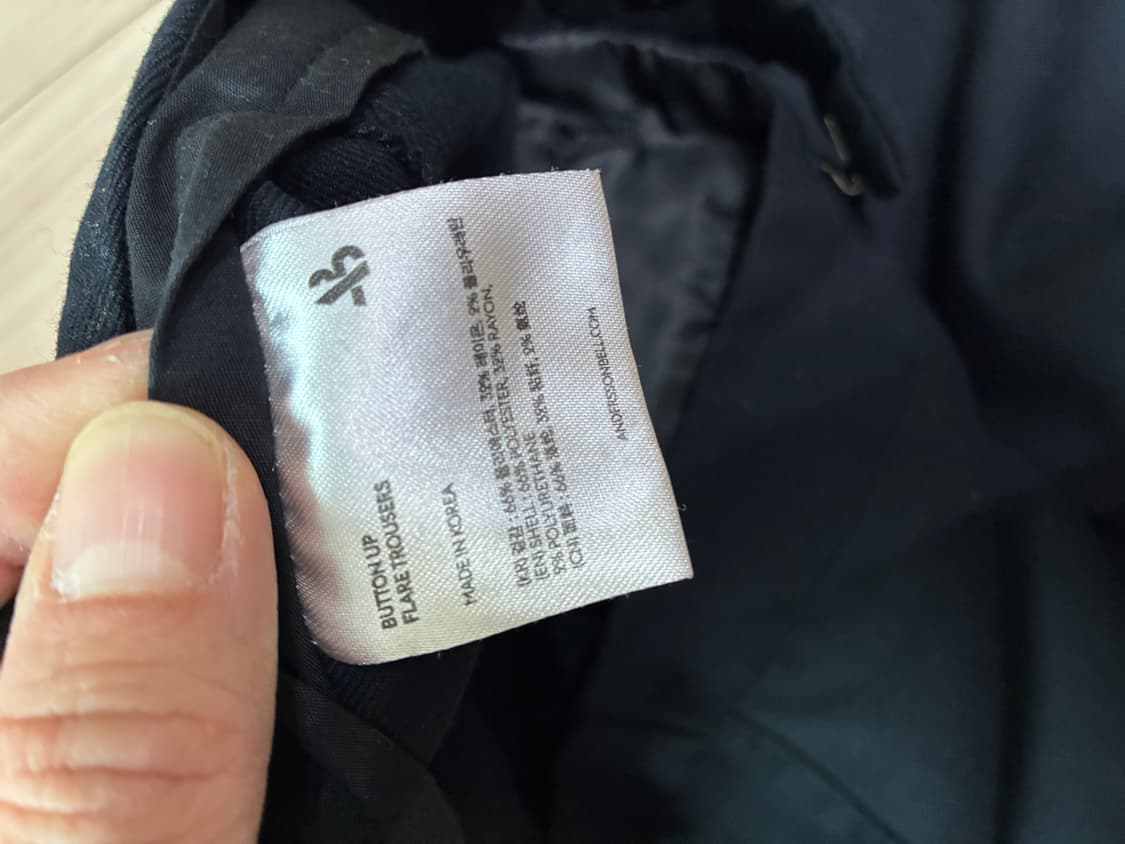 BUTTON UP
FLARE TROUSERS
MADE IN KOREA
(KR) 겉감 : 66% 폴리에스터, 32% 레이온, 2% 폴리우레탄
(EN) SHELL : 66% POLYESTER, 32% RAYON,
2% POLYURETHANE
(CN) 面料 : 66% 涤纶, 32% 粘纤, 2% 氨纶
ANDERSSONBELL.COM